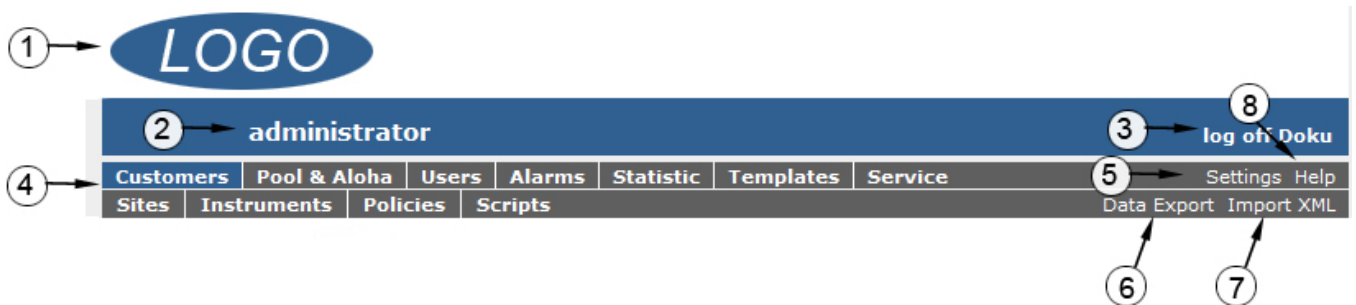 1 LOGO
8
2 administrator 3 log off Doku
4 Customers Pool & Aloha Users Alarms Statistic Templates Service 5 Settings Help
Sites Instruments Policies Scripts Data Export Import XML
6 7